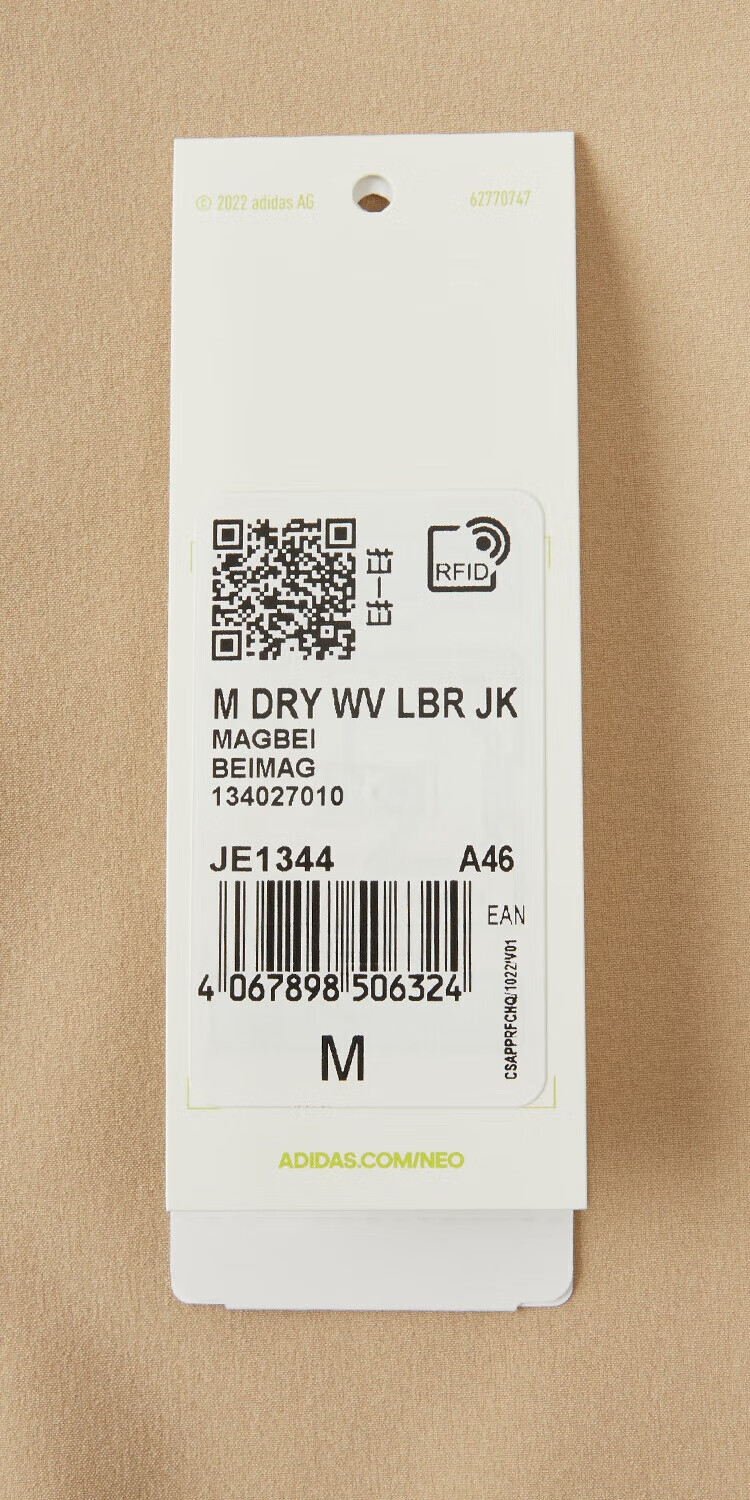 © 2022 adidas AG
62770747
扫一扫
RFID
M DRY WV LBR JK
MAGBEI
BEIMAG
134027010
JE1344
A46
EAN
4 067898 506324
CSAPPRFCHQ/1022/V01
M
ADIDAS.COM/NEO